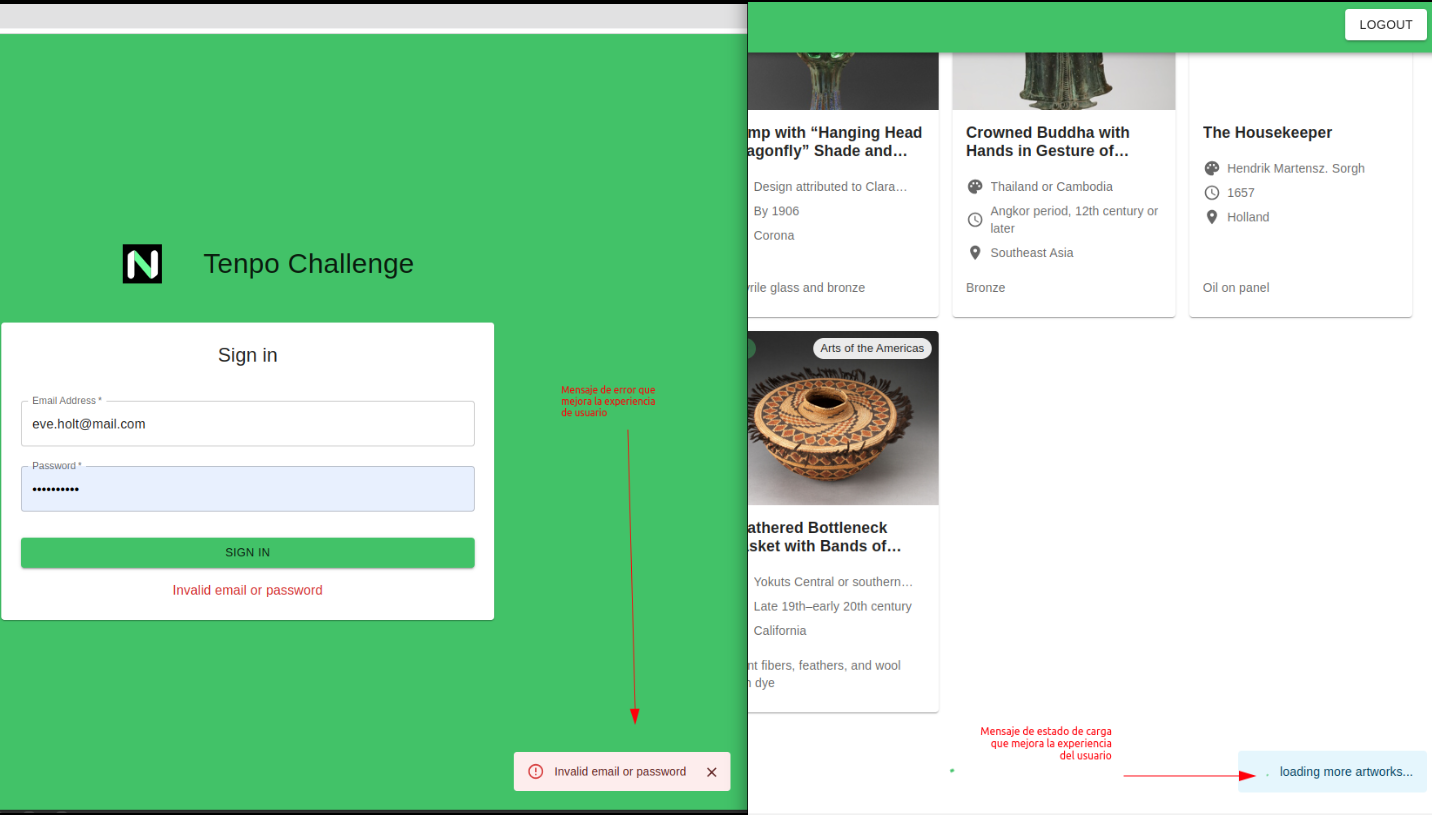 Tenpo Challenge
Sign in
Email Address *
eve.holt@mail.com
Password *
••••••••••
SIGN IN
Invalid email or password
Mensaje de error que
mejora la experiencia
de usuario
Invalid email or password
LOGOUT
mp with “Hanging Head
agonfly” Shade and…
Design attributed to Clara…
By 1906
Corona
rile glass and bronze
Crowned Buddha with
Hands in Gesture of…
Thailand or Cambodia
Angkor period, 12th century or
later
Southeast Asia
Bronze
The Housekeeper
Hendrik Martensz. Sorgh
1657
Holland
Oil on panel
Arts of the Americas
athered Bottleneck
sket with Bands of…
Yokuts Central or southern…
Late 19th–early 20th century
California
nt fibers, feathers, and wool
dye
Mensaje de estado de carga
que mejora la experiencia
del usuario
loading more artworks...